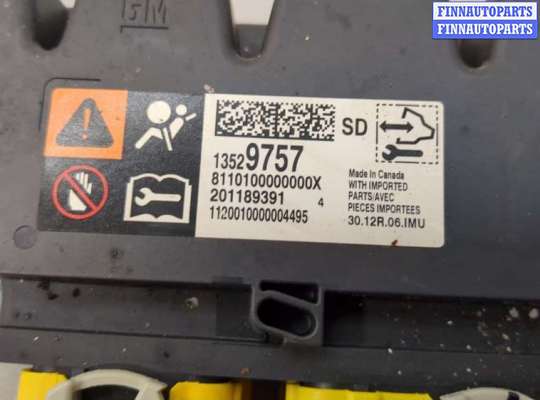 FINNAUTOPARTS
FINNAUTOPARTS
GM
SD
13529757
8110100000000X
201189391 4
1120010000004495
Made in Canada
WITH IMPORTED
PARTS/AVEC
PIECES IMPORTEES
30.12R.06.IMU